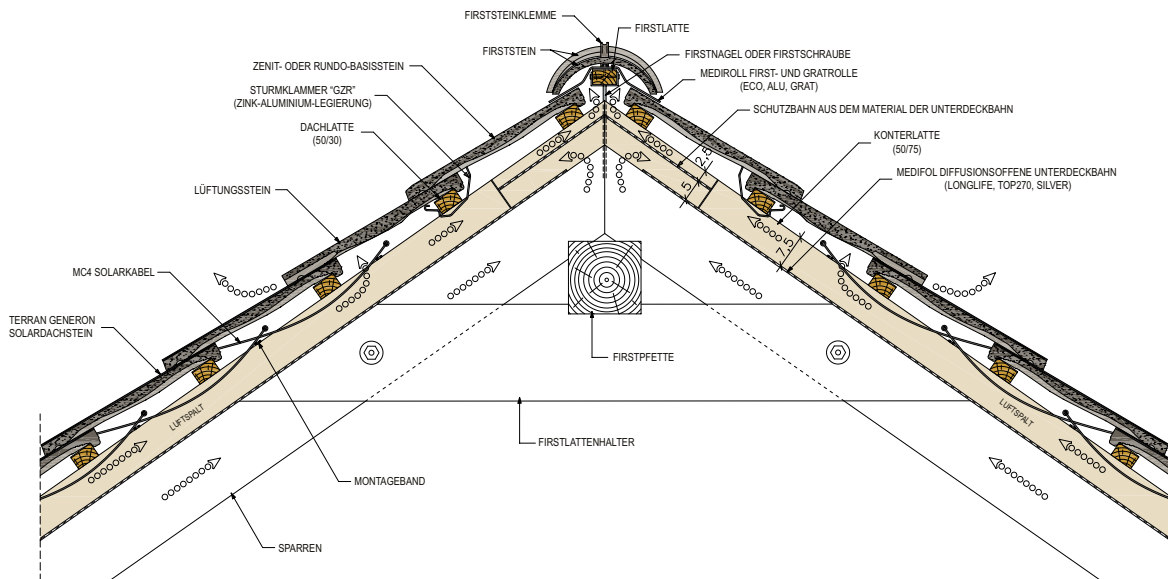 FIRSTSTEINKLEMME
FIRSTLATTE
FIRSTSTEIN
FIRSTNAGEL ODER FIRSTSCHRAUBE
ZENIT- ODER RUNDO-BASISSTEIN
MEDIROLL FIRST- UND GRATROLLE
(ECO, ALU, GRAT)
STURMKLAMMER "GZR"
(ZINK-ALUMINIUM-LEGIERUNG)
SCHUTZBAHN AUS DEM MATERIAL DER UNTERDECKBAHN
DACHLATTE
(50/30)
KONTERLATTE
(50/75)
2,5
5
7,5
MEDIFOL DIFFUSIONSOFFENE UNTERDECKBAHN
(LONGLIFE, TOP270, SILVER)
LÜFTUNGSSTEIN
MC4 SOLARKABEL
TERRAN GENERON
SOLARDACHSTEIN
FIRSTPFETTE
LUFTSPALT
LUFTSPALT
FIRSTLATTENHALTER
MONTAGEBAND
SPARREN